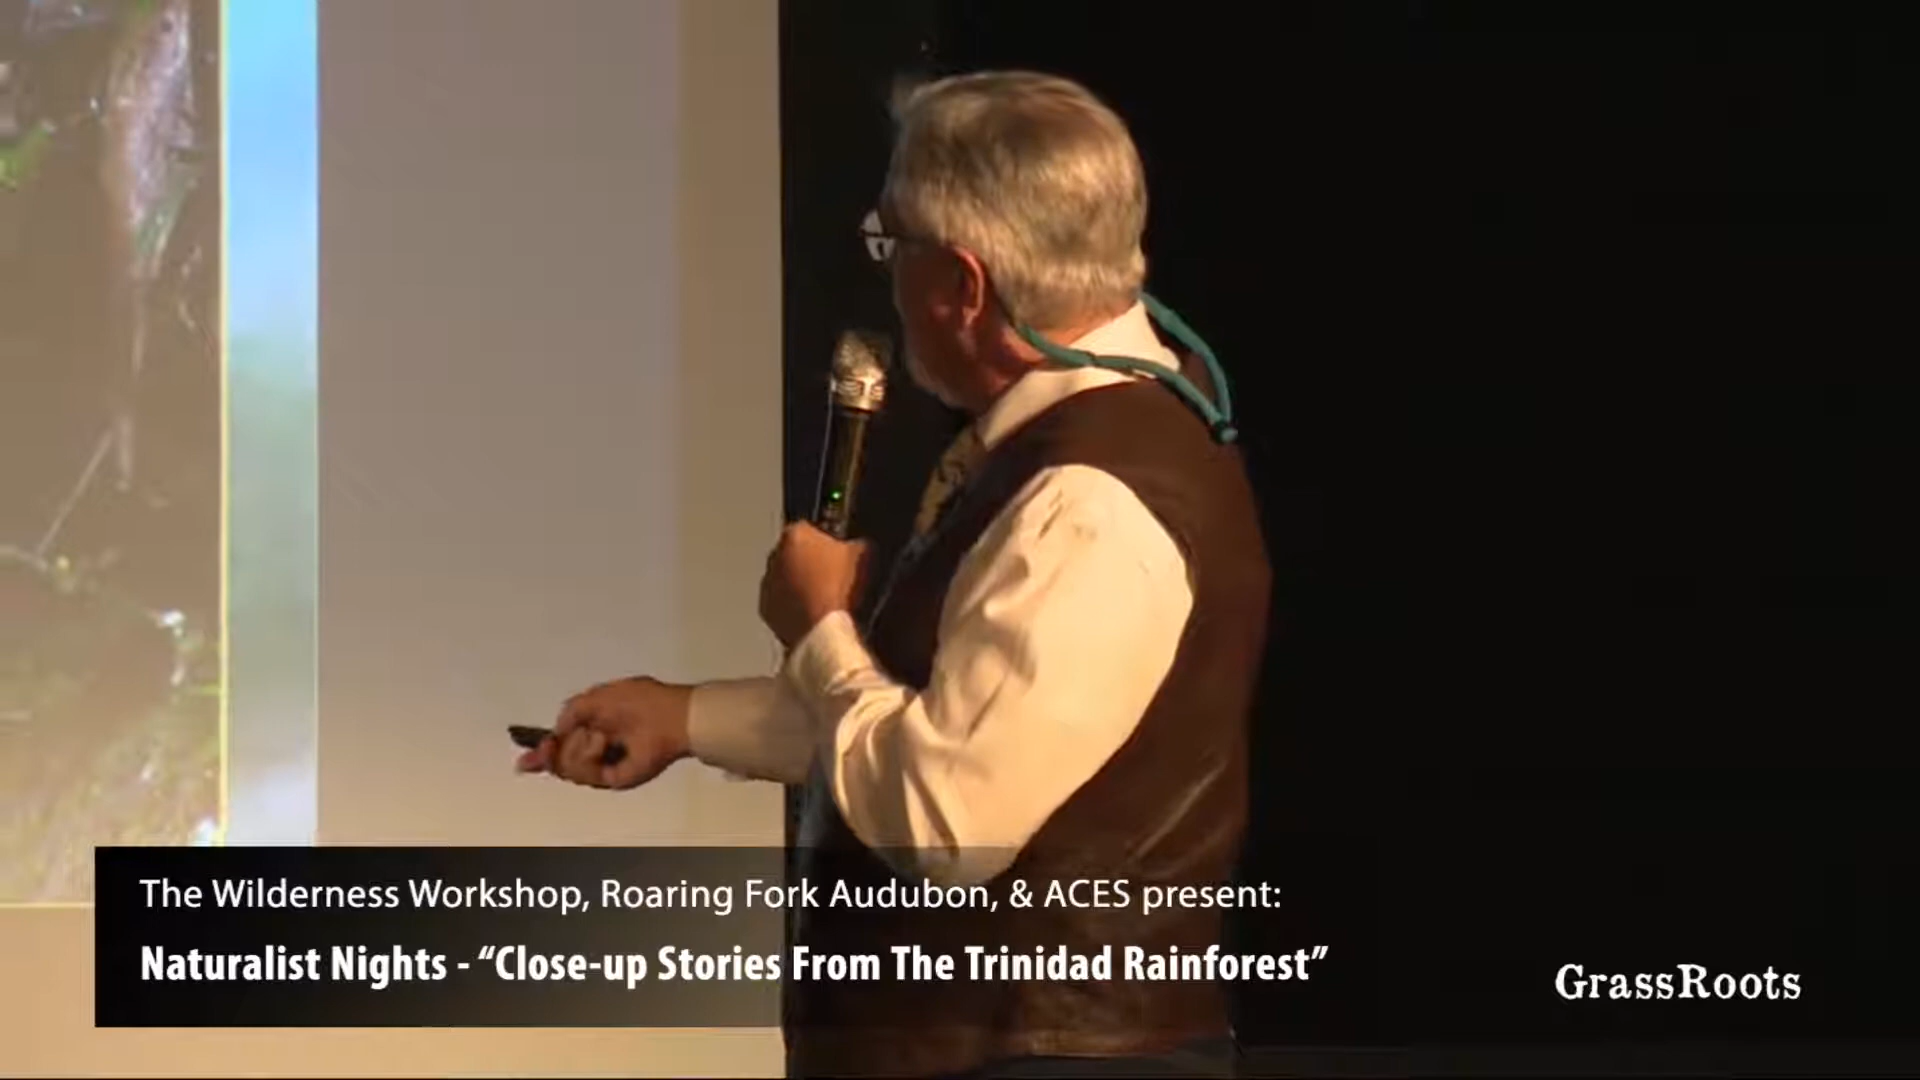 The Wilderness Workshop, Roaring Fork Audubon, & ACES present:
Naturalist Nights - “Close-up Stories From The Trinidad Rainforest”
GrassRoots